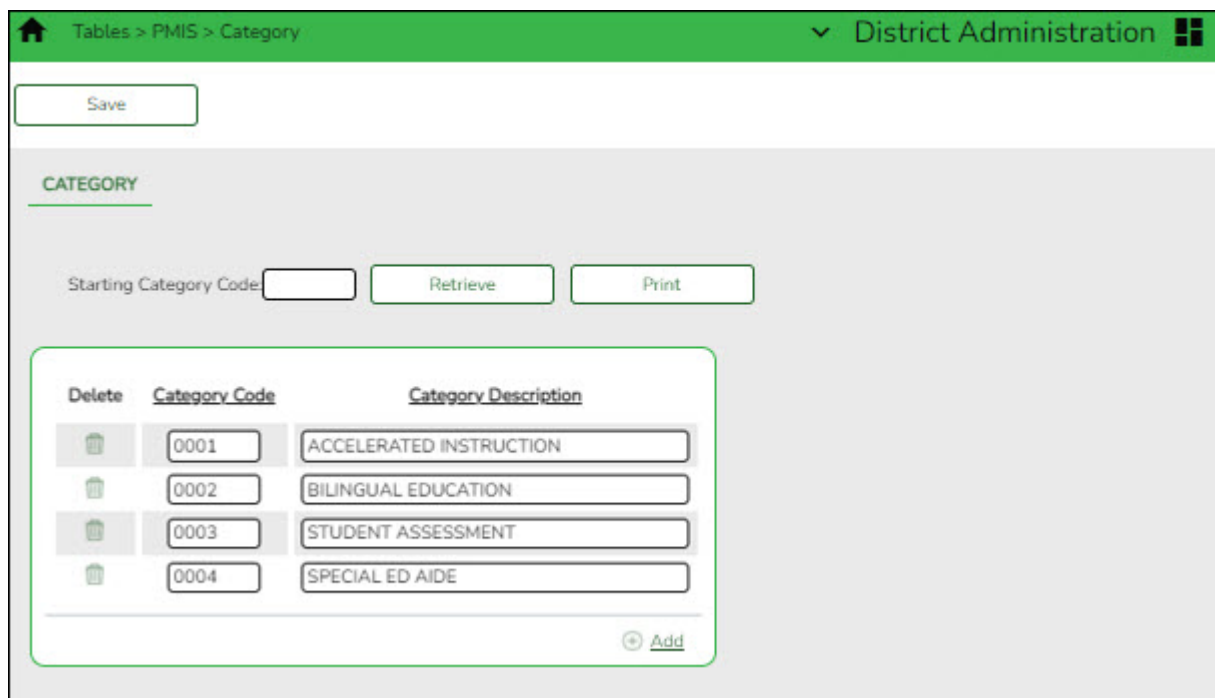 Tables > PMIS > Category
District Administration
Save
CATEGORY
Starting Category Code: Retrieve Print
Delete Category Code Category Description
0001 ACCELERATED INSTRUCTION
0002 BILINGUAL EDUCATION
0003 STUDENT ASSESSMENT
0004 SPECIAL ED AIDE
Add